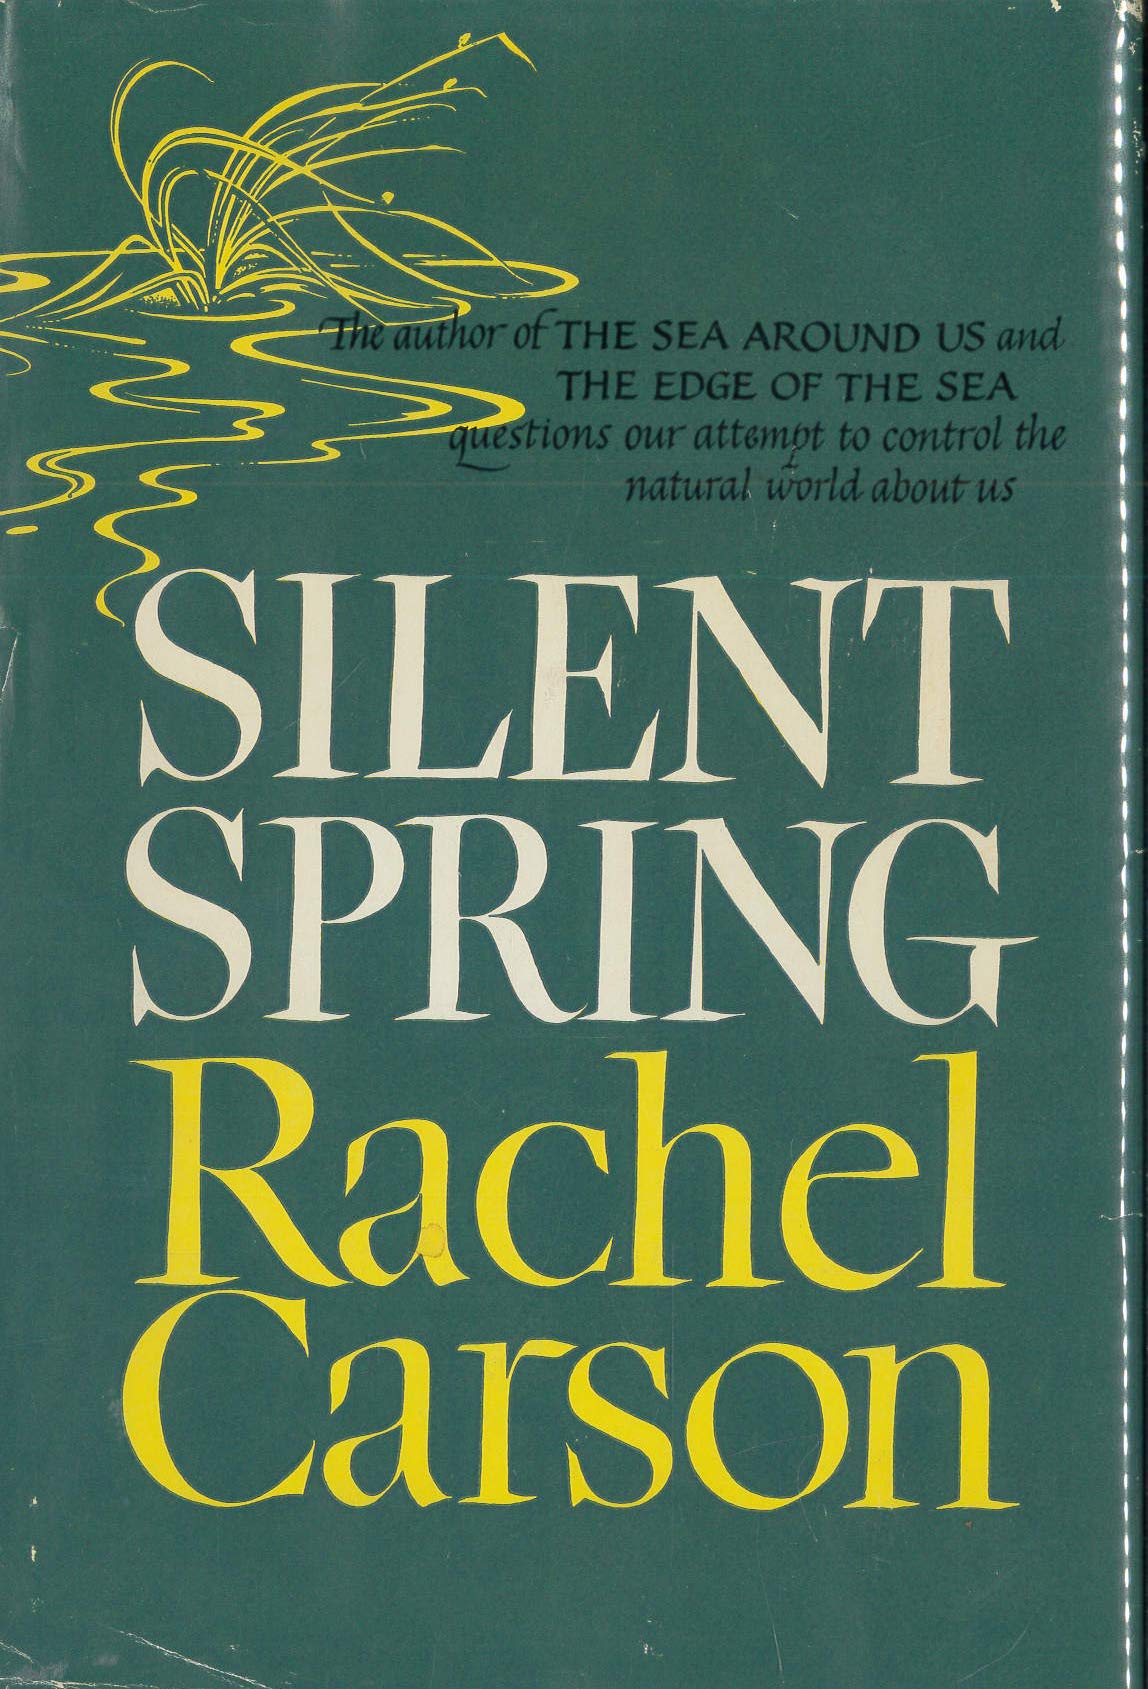 The author of THE SEA AROUND US and
THE EDGE OF THE SEA
questions our attempt to control the
natural world about us
SILENT
SPRING
Rachel
Carson